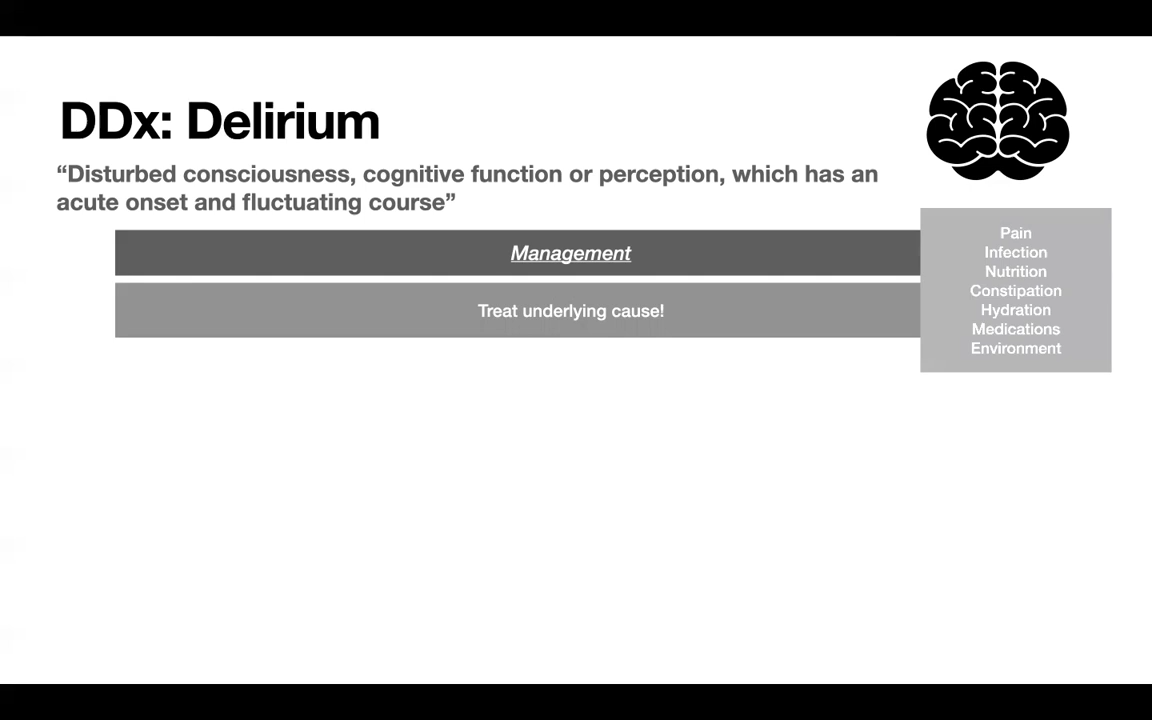 DDx: Delirium
“Disturbed consciousness, cognitive function or perception, which has an
acute onset and fluctuating course”
Management
Treat underlying cause!
Pain
Infection
Nutrition
Constipation
Hydration
Medications
Environment